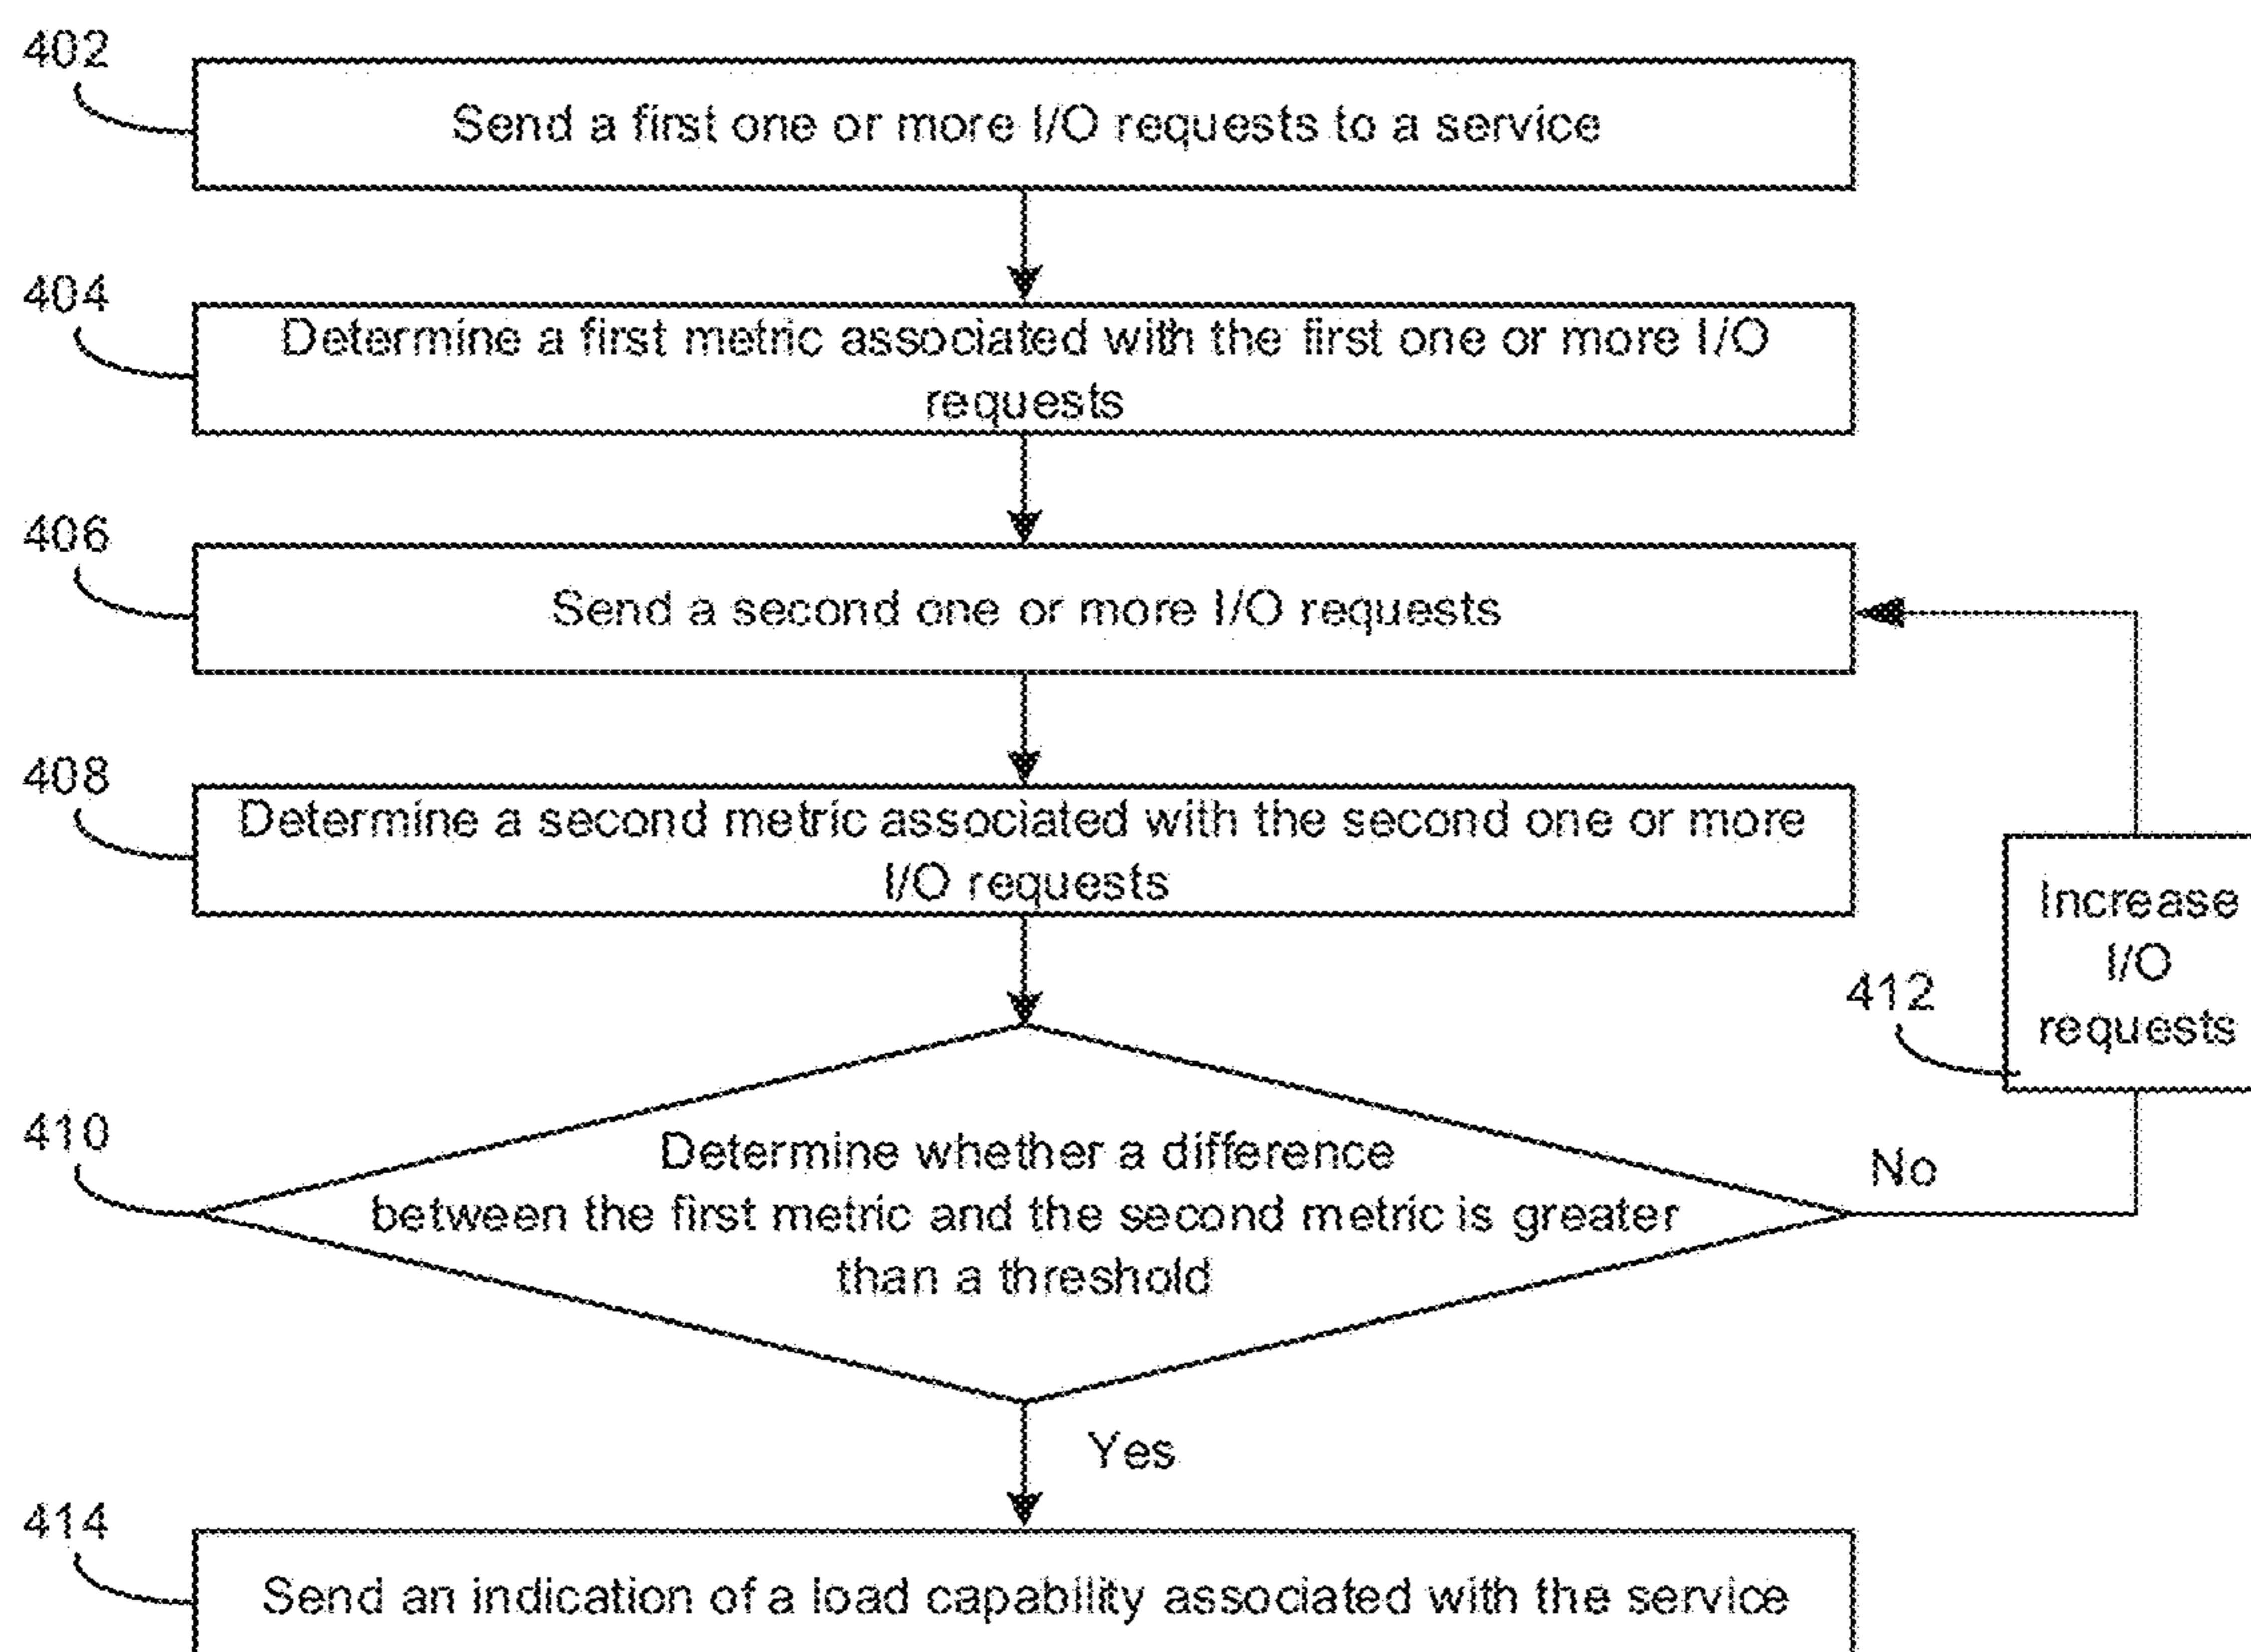 402
Send a first one or more I/O requests to a service
404
Determine a first metric associated with the first one or more I/O
requests
406
Send a second one or more I/O requests
408
Determine a second metric associated with the second one or more
I/O requests
Increase
I/O
requests
412
410
Determine whether a difference
between the first metric and the second metric is greater
than a threshold
No
Yes
414
Send an indication of a load capability associated with the service